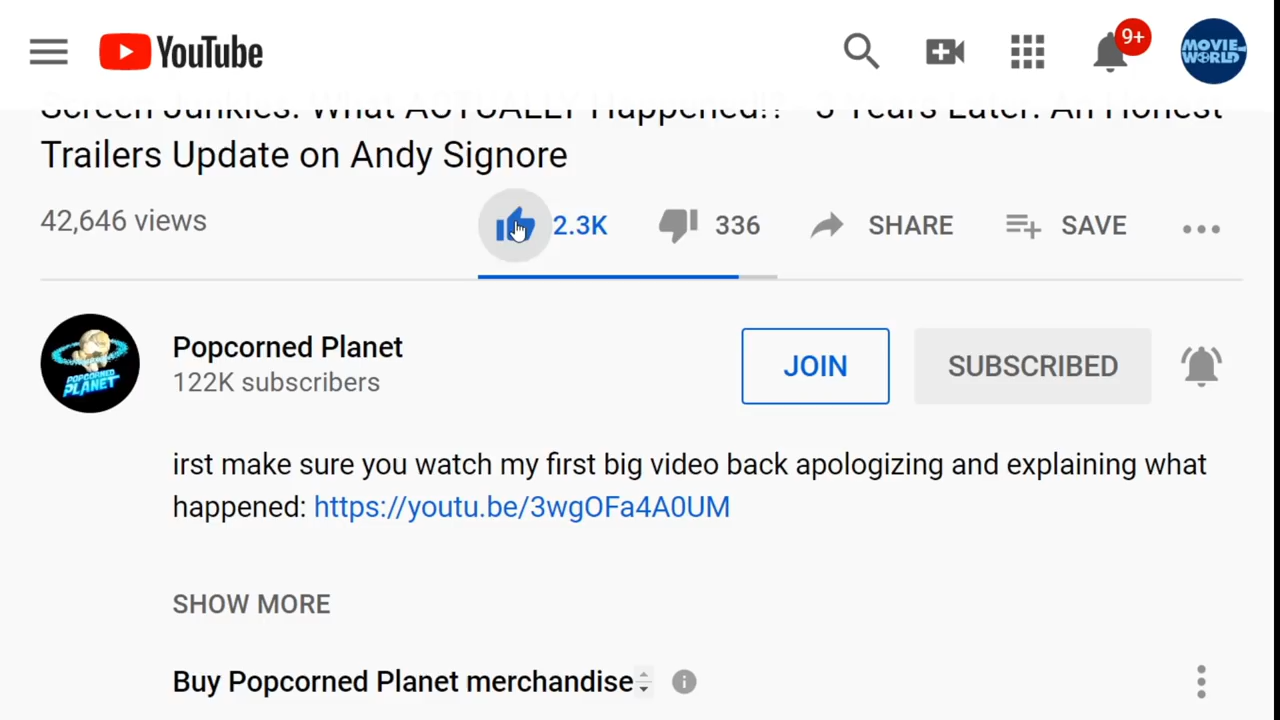 YouTube
9+
MOVIE WORLD
Screen Junkies: What ACTUALLY Happened!? - 3 Years Later: An Honest
Trailers Update on Andy Signore
42,646 views
2.3K
336
SHARE
SAVE
POPCORNED PLANET
Popcorned Planet
122K subscribers
JOIN
SUBSCRIBED
irst make sure you watch my first big video back apologizing and explaining what
happened: https://youtu.be/3wgOFa4A0UM
SHOW MORE
Buy Popcorned Planet merchandise